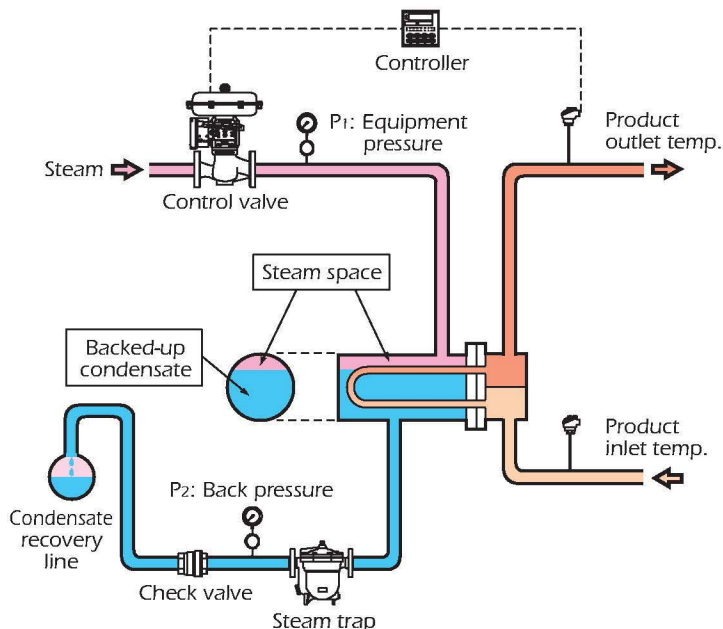 Controller
P1: Equipment
pressure
Product
outlet temp.
Steam
Control valve
Steam space
Backed-up
condensate
Product
inlet temp.
P2: Back pressure
Condensate
recovery
line
Check valve
Steam trap